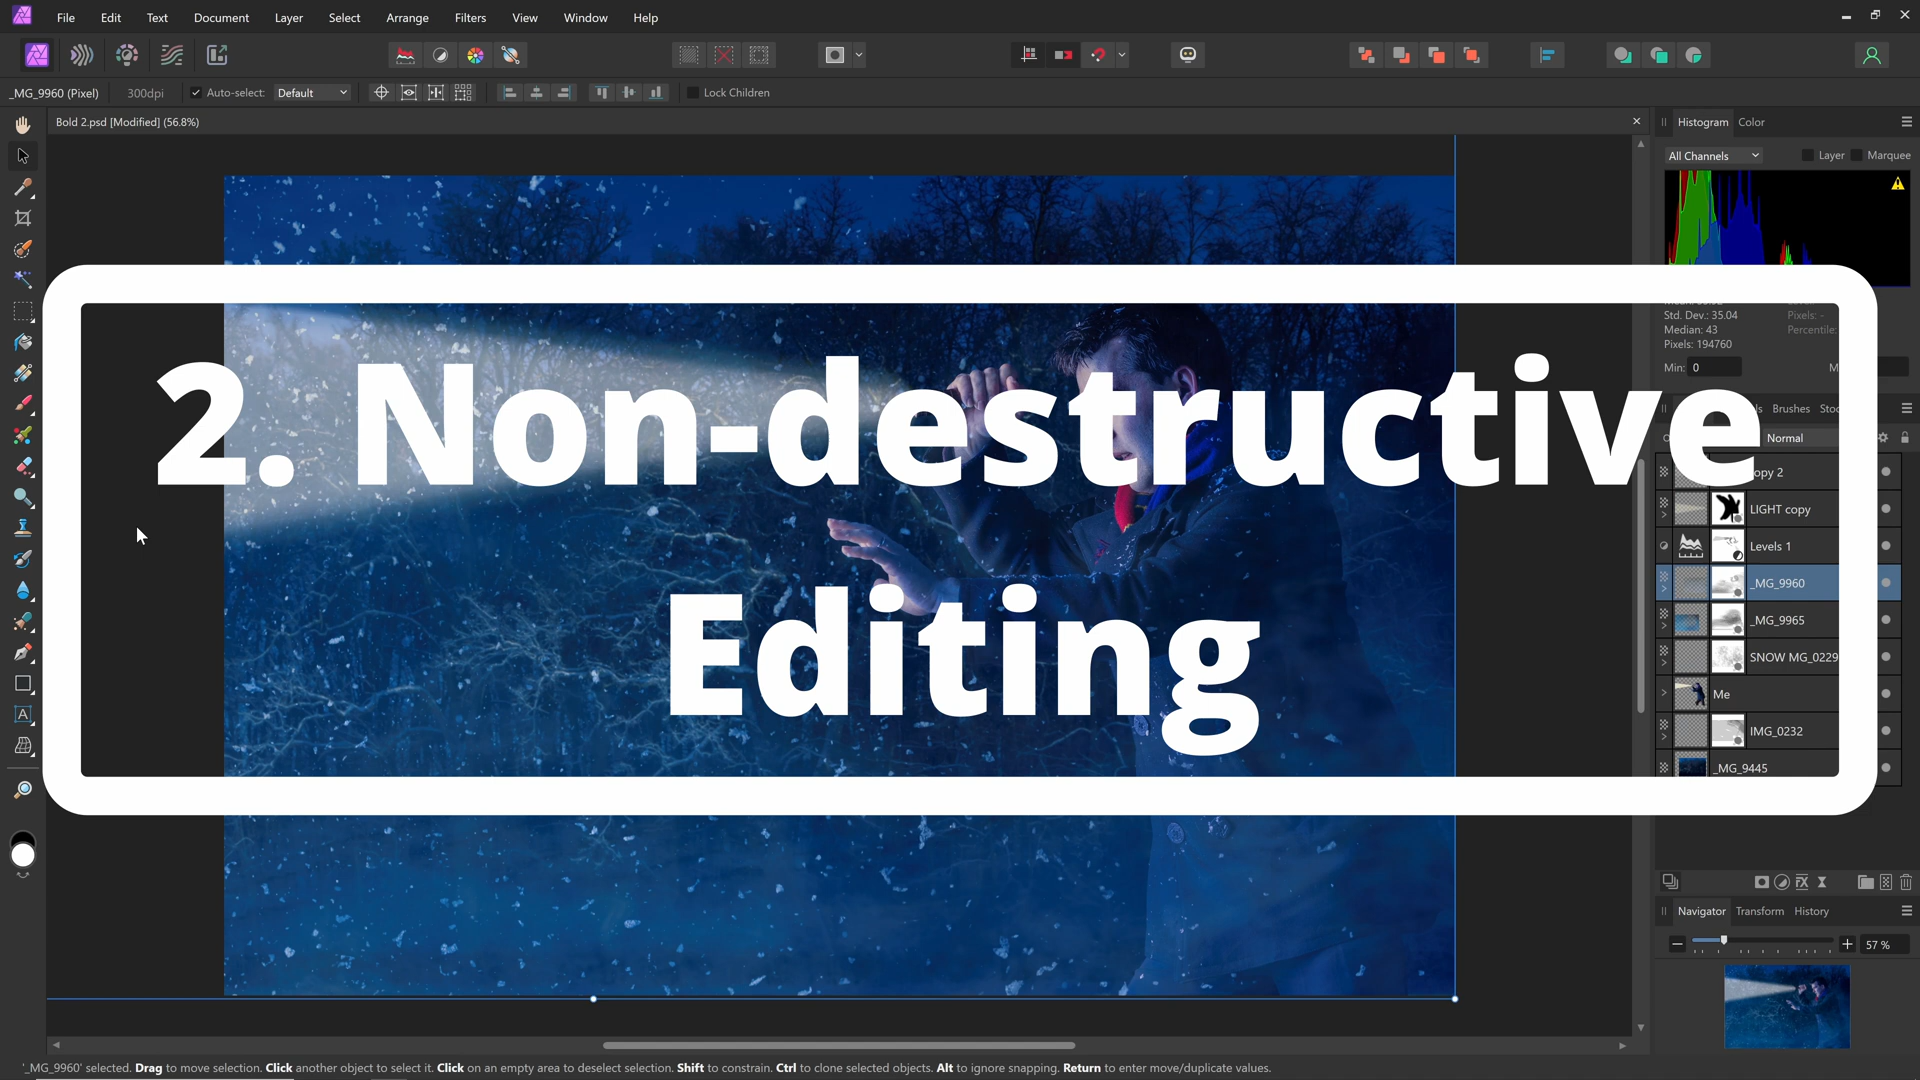 File Edit Text Document Layer Select Arrange Filters View Window Help
_MG_9960 (Pixel) 300dpi Auto-select: Default Lock Children
Bold 2.psd [Modified] (56.8%)
Histogram Color
All Channels Layer Marquee
Std. Dev.: 35.04 Pixels: -
Median: 43 Percentile:
Pixels: 194760
Min: 0 M
2. Non-destructive
Editing
Brushes Stoc
Normal
opy 2
LIGHT copy
Levels 1
_MG_9960
_MG_9965
SNOW MG_0229
Me
IMG_0232
_MG_9445
Navigator Transform History
57 %
'_MG_9960' selected. Drag to move selection. Click another object to select it. Click on an empty area to deselect selection. Shift to constrain. Ctrl to clone selected objects. Alt to ignore snapping. Return to enter move/duplicate values.